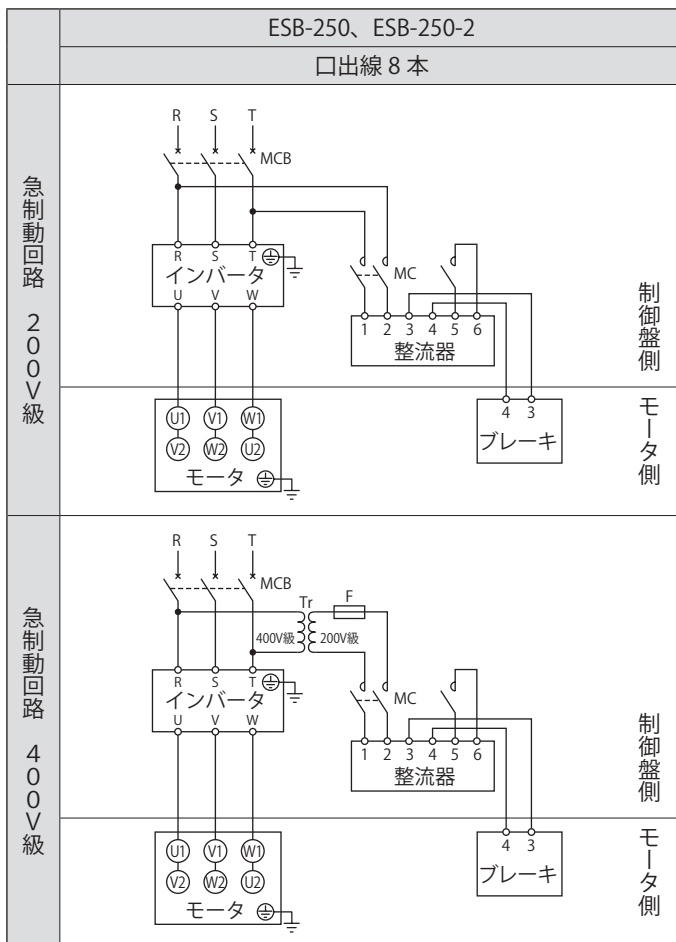 ESB-250、ESB-250-2
口出線 8 本
急制動回路 200V級
R S T
MCB
R S T
インバータ
U V W
MC
1 2 3 4 5 6
整流器
制御盤側
U1 V1 W1
V2 W2 U2
モータ
4 3
ブレーキ
モータ側
急制動回路 400V級
R S T
MCB
Tr F
400V級 200V級
R S T
インバータ
U V W
MC
1 2 3 4 5 6
整流器
制御盤側
U1 V1 W1
V2 W2 U2
モータ
4 3
ブレーキ
モータ側